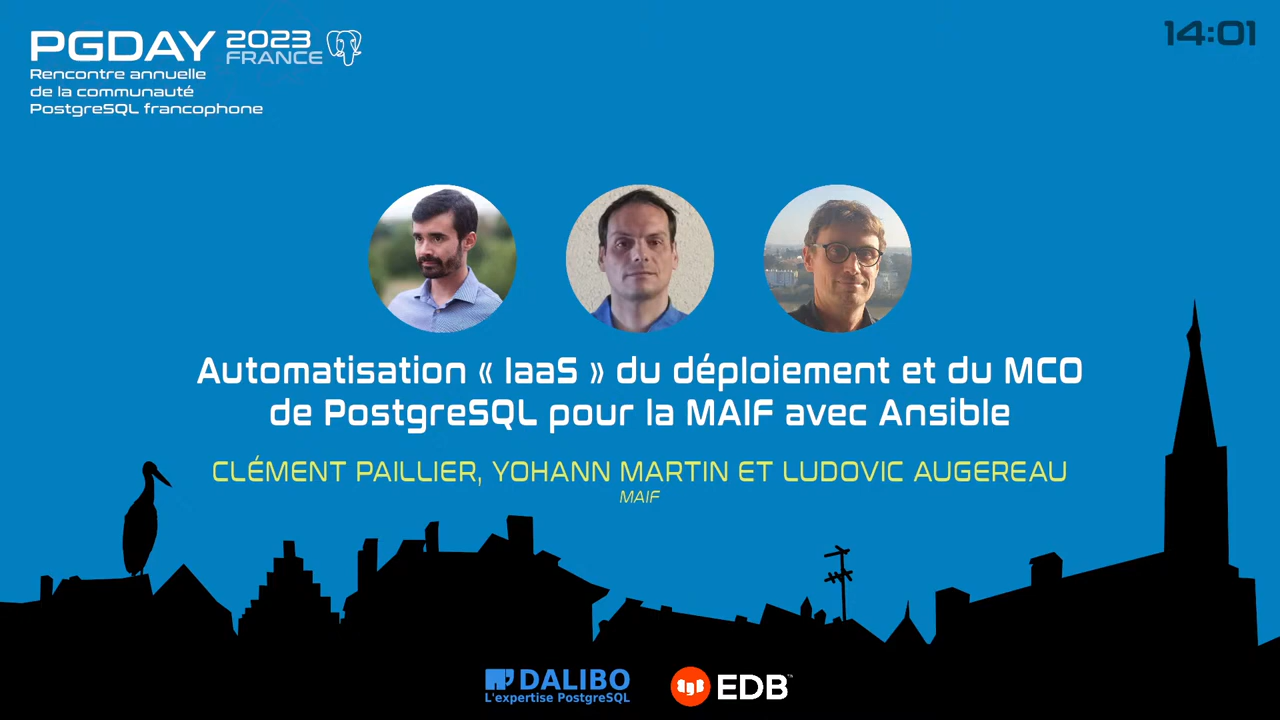 PGDAY 2023
FRANCE
Rencontre annuelle
de la communauté
PostgreSQL francophone
14:01
Automatisation « IaaS » du déploiement et du MCO
de PostgreSQL pour la MAIF avec Ansible
CLÉMENT PAILLIER, YOHANN MARTIN ET LUDOVIC AUGEREAU
MAIF
DALIBO
L'expertise PostgreSQL
EDB™